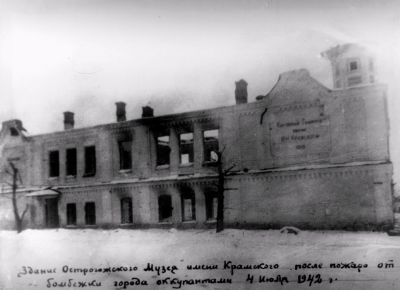 Здание Острогожского Музея имени Крамского после пожара от
бомбежки города оккупантами 4 июля 1942 г.